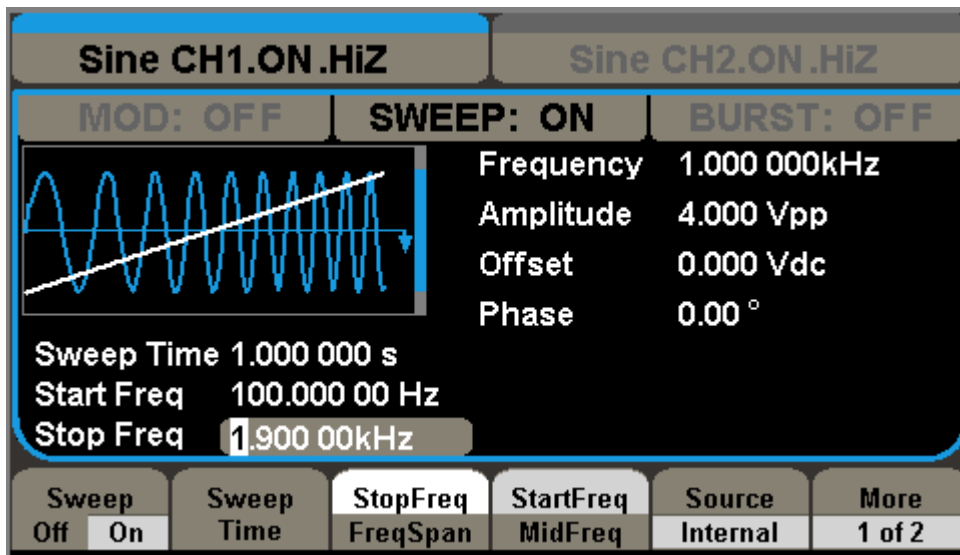 Sine CH1.ON.HiZ
Sine CH2.ON.HiZ
MOD: OFF
SWEEP: ON
BURST: OFF
Frequency 1.000 000kHz
Amplitude 4.000 Vpp
Offset 0.000 Vdc
Phase 0.00 °
Sweep Time 1.000 000 s
Start Freq 100.000 00 Hz
Stop Freq 1.900 00kHz
Sweep
Off On
Sweep
Time
StopFreq
FreqSpan
StartFreq
MidFreq
Source
Internal
More
1 of 2